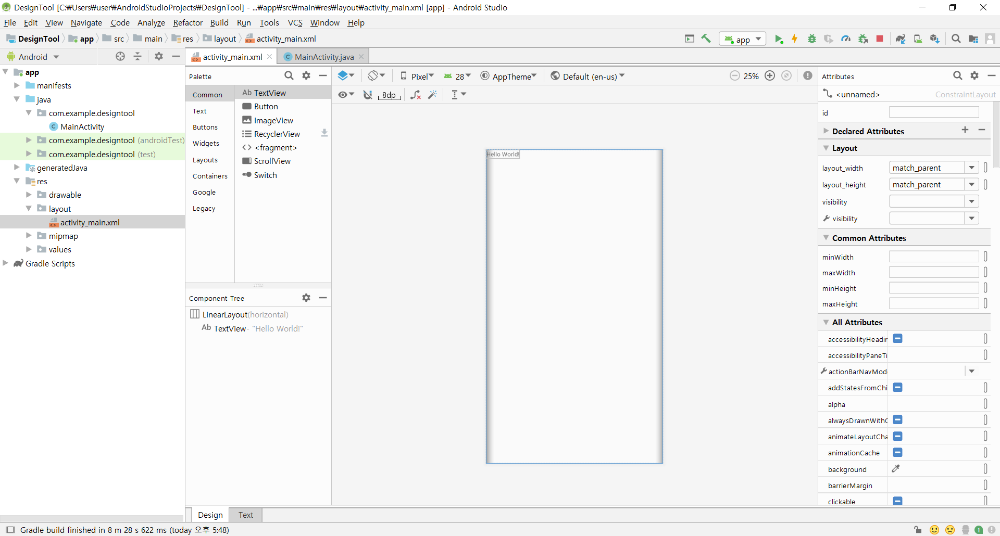 DesignTool [C:₩Users₩user₩AndroidStudioProjects₩DesignTool] - ...₩app₩src₩main₩res₩layout₩activity_main.xml [app] - Android Studio
File Edit View Navigate Code Analyze Refactor Build Run Tools VCS Window Help
DesignTool app src main res layout activity_main.xml
app
Android
activity_main.xml
MainActivity.java
app
manifests
java
com.example.designtool
MainActivity
com.example.designtool (androidTest)
com.example.designtool (test)
generatedJava
res
drawable
layout
activity_main.xml
mipmap
values
Gradle Scripts
Palette
Common
Text
Buttons
Widgets
Layouts
Containers
Google
Legacy
Ab TextView
Button
ImageView
RecyclerView
<fragment>
ScrollView
Switch
Component Tree
LinearLayout(horizontal)
Ab TextView- "Hello World!"
Pixel 28 AppTheme Default (en-us) 25%
8dp
Hello World!
Attributes
<unnamed> ConstraintLayout
id
Declared Attributes
Layout
layout_width match_parent
layout_height match_parent
visibility
visibility
Common Attributes
minWidth
maxWidth
minHeight
maxHeight
All Attributes
accessibilityHeadin
accessibilityPaneTi
actionBarNavMode
addStatesFromChi
alpha
alwaysDrawnWithC
animateLayoutCha
animationCache
background
barrierMargin
clickable
Design Text
Gradle build finished in 8 m 28 s 622 ms (today 오후 5:48)
1